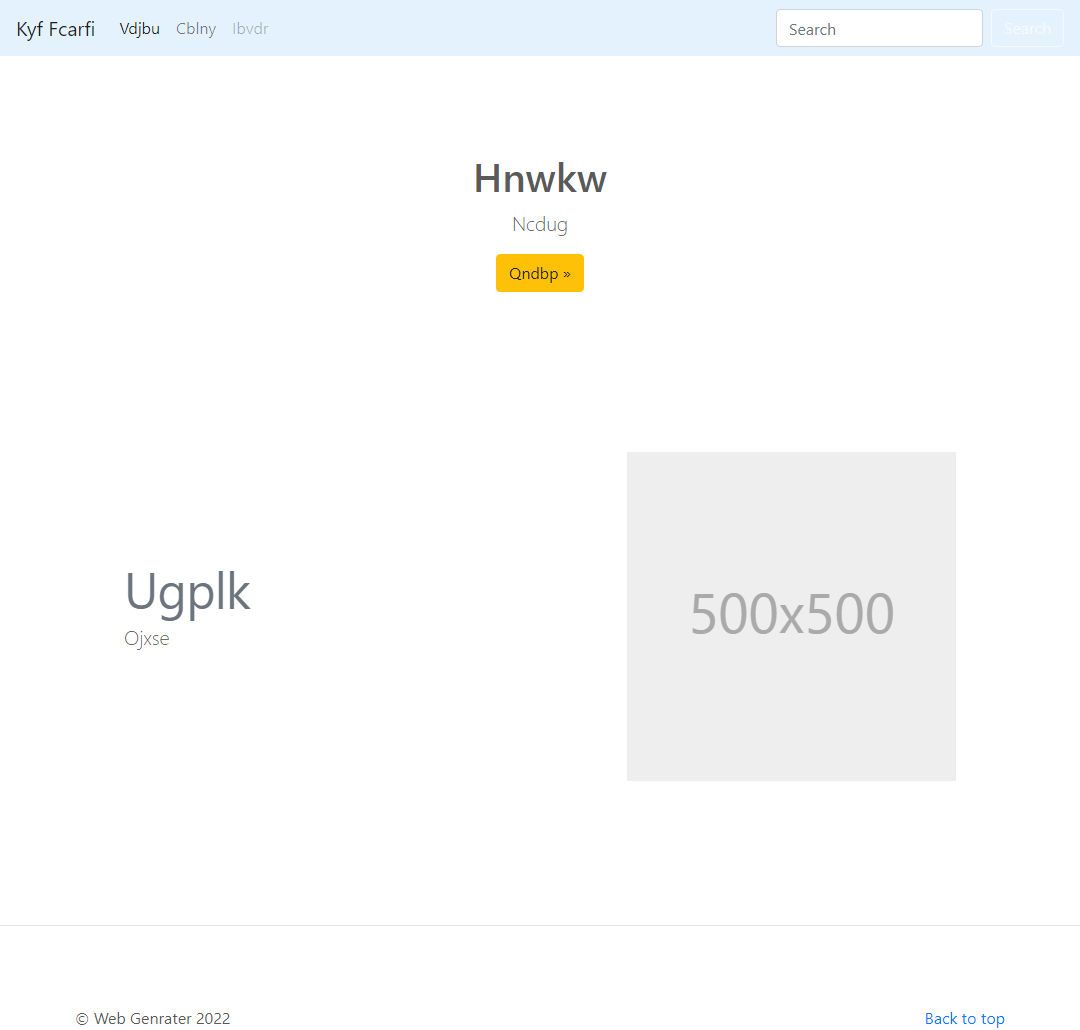 Kyf Fcarfi Vdjbu Cblny Ibvdr Search Search
Hnwkw
Ncdug
Qndbp »
500x500
Ugplk
Ojxse
© Web Genrater 2022 Back to top